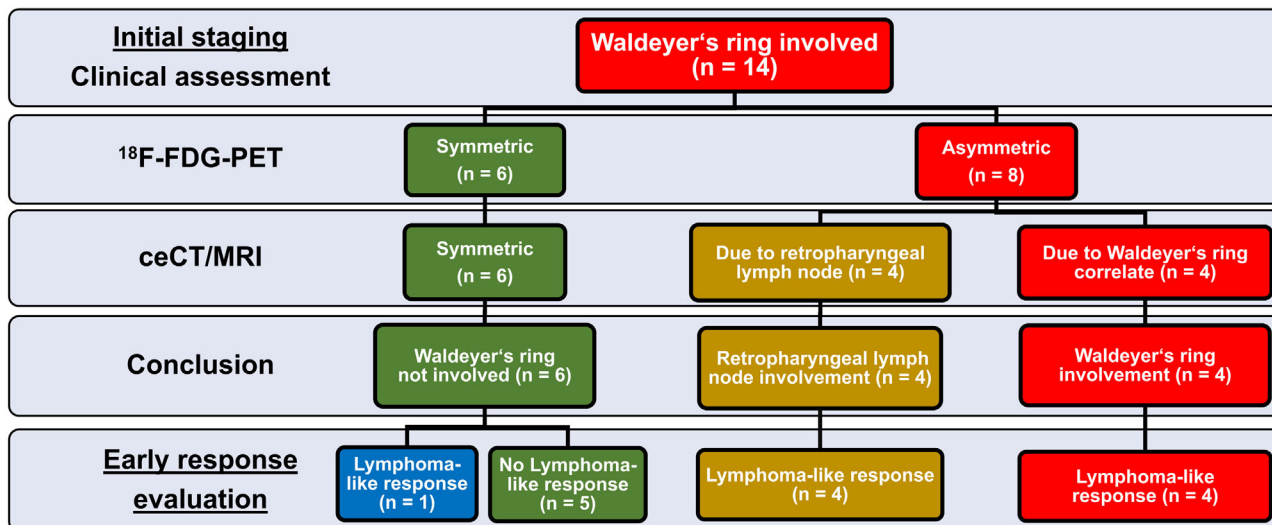 Initial staging
Clinical assessment
Waldeyer‘s ring involved
(n = 14)
¹⁸F-FDG-PET
Symmetric
(n = 6)
Asymmetric
(n = 8)
ceCT/MRI
Symmetric
(n = 6)
Due to retropharyngeal
lymph node (n = 4)
Due to Waldeyer‘s ring
correlate (n = 4)
Conclusion
Waldeyer‘s ring
not involved (n = 6)
Retropharyngeal lymph
node involvement (n = 4)
Waldeyer‘s ring
involvement (n = 4)
Early response
evaluation
Lymphoma-
like response
(n = 1)
No Lymphoma-
like response
(n = 5)
Lymphoma-like response
(n = 4)
Lymphoma-like
response (n = 4)